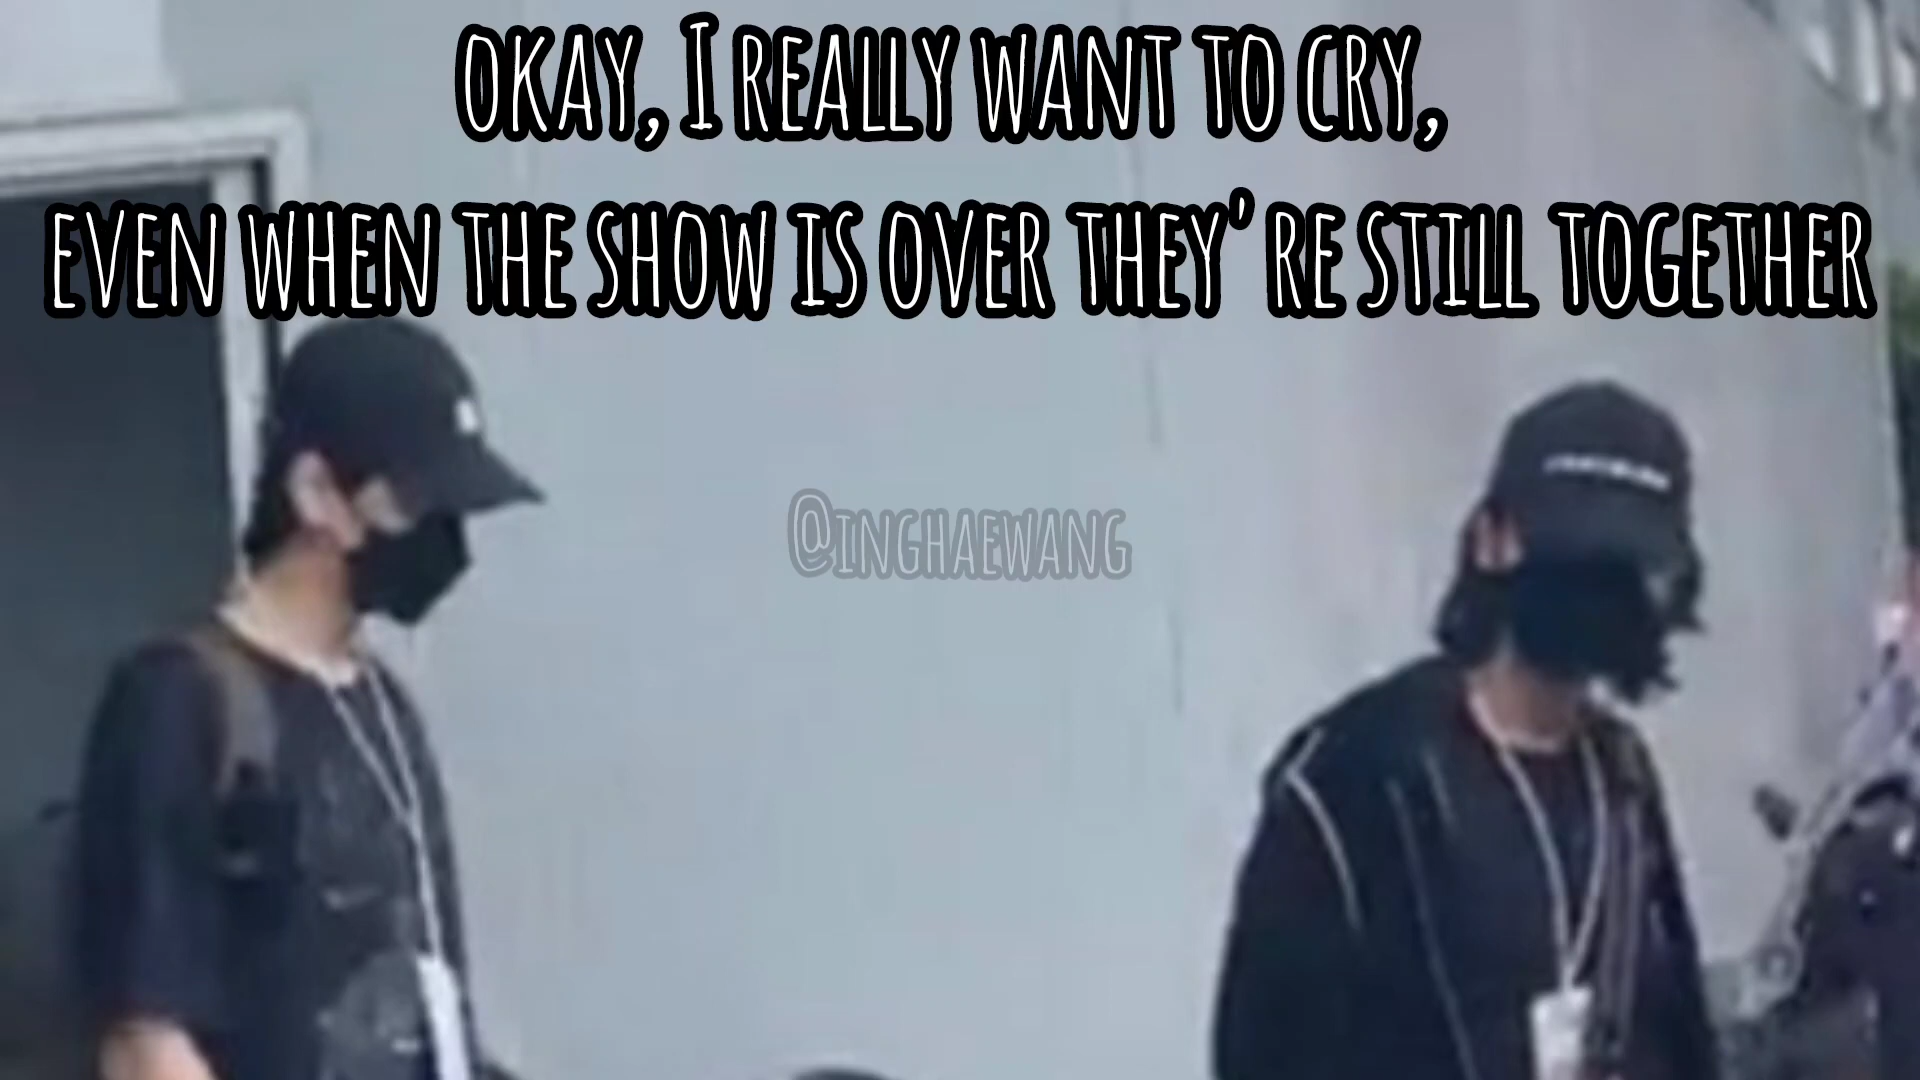 OKAY, I REALLY WANT TO CRY,
EVEN WHEN THE SHOW IS OVER THEY'RE STILL TOGETHER
@INGHAEWANG